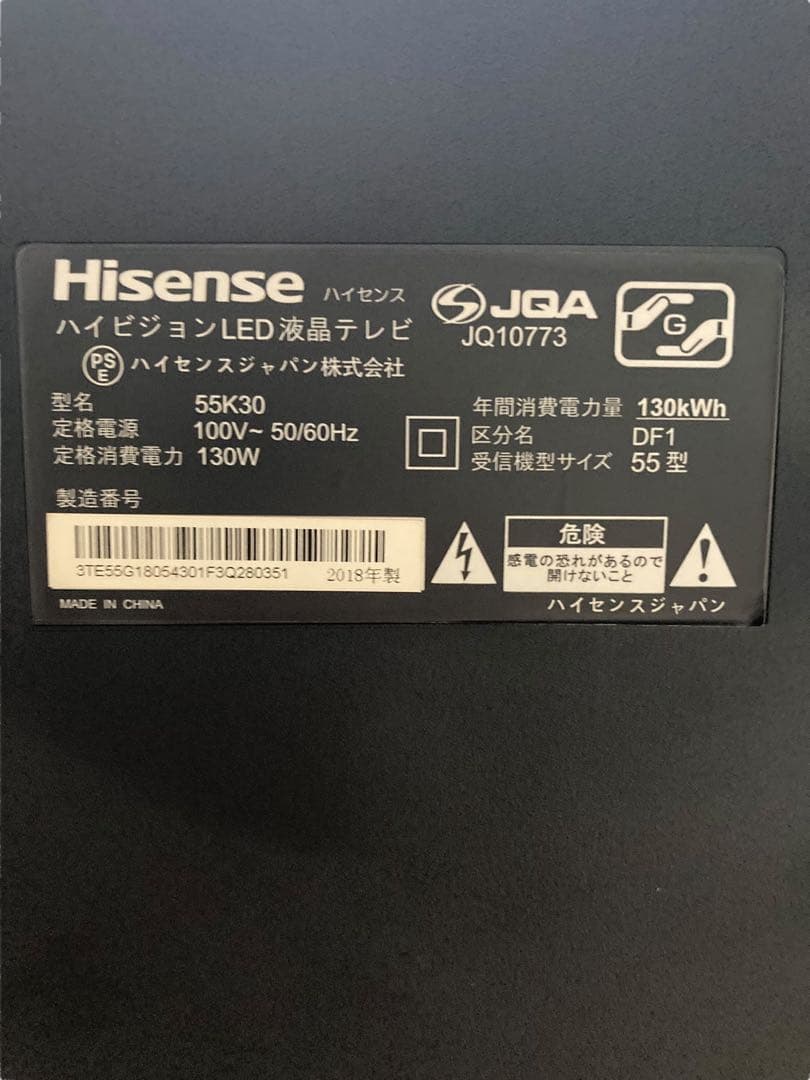 Hisense ハイセンス
JQA
JQ10773
G
ハイビジョンLED液晶テレビ
PS
E
ハイセンスジャパン株式会社
型名 55K30
定格電源 100V~ 50/60Hz
定格消費電力 130W
年間消費電力量 130kWh
区分名 DF1
受信機型サイズ 55型
製造番号
3TE55G18054301F3Q280351 2018年製
MADE IN CHINA
危険
感電の恐れがあるので
開けないこと
ハイセンスジャパン